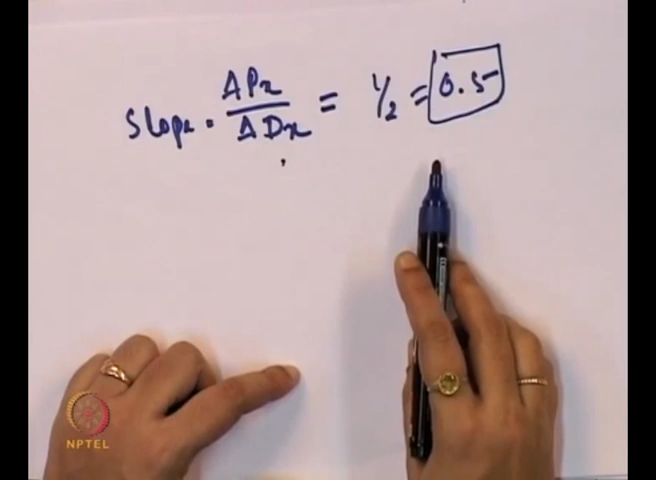 Slope = ΔPx / ΔDx = 1/2 = 0.5
NPTEL